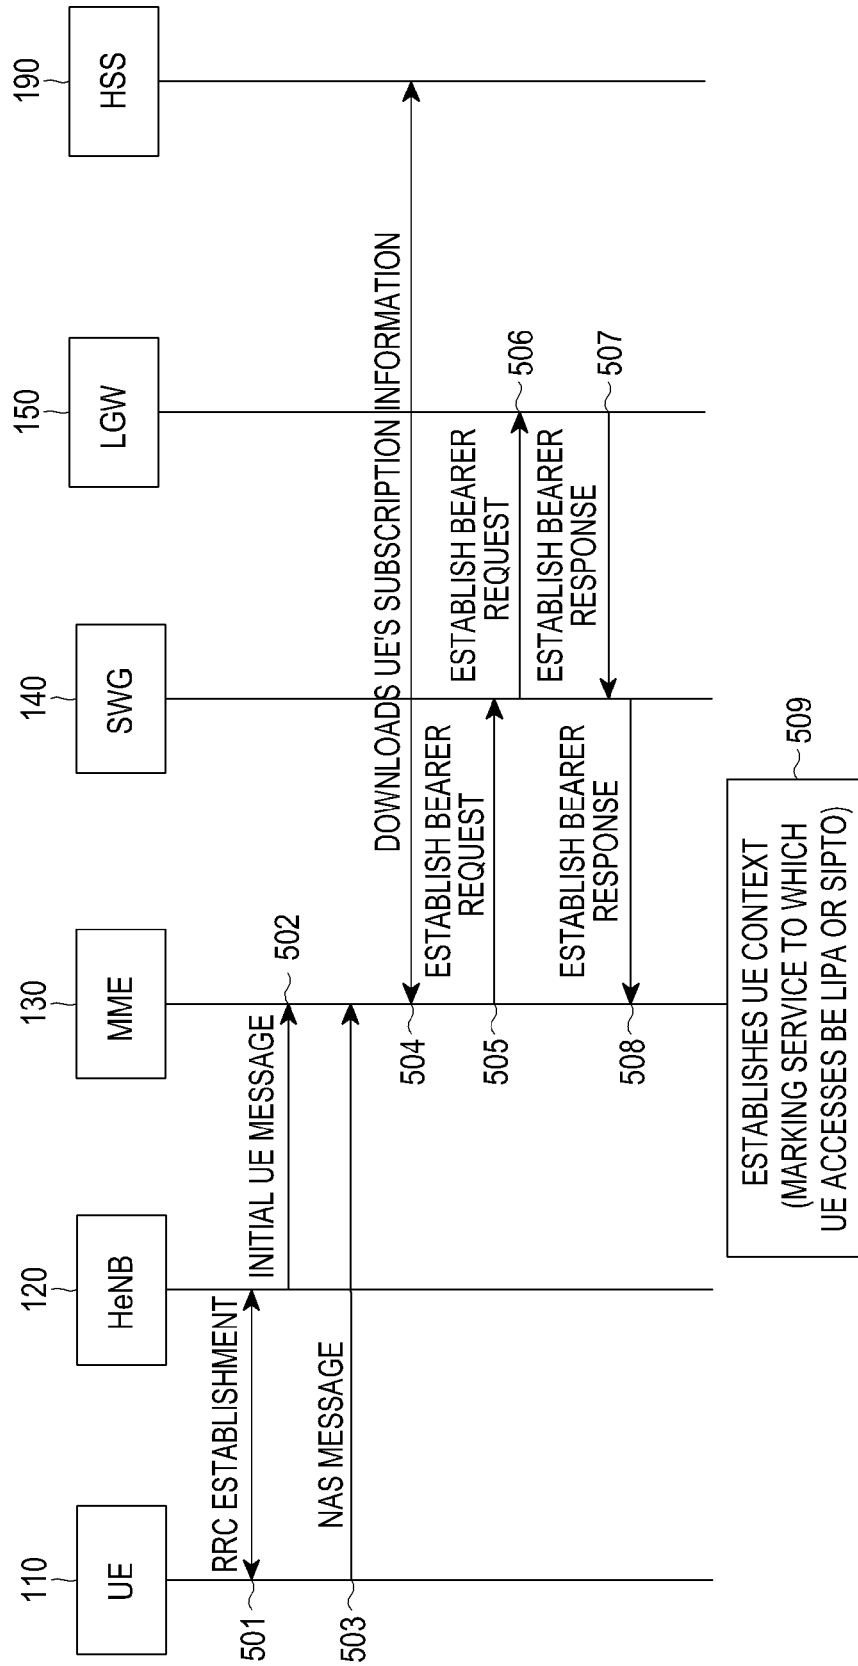 110
UE
120
HeNB
130
MME
140
SWG
150
LGW
190
HSS
501
RRC ESTABLISHMENT
INITIAL UE MESSAGE
502
503
NAS MESSAGE
504
DOWNLOADS UE'S SUBSCRIPTION INFORMATION
505
ESTABLISH BEARER
REQUEST
ESTABLISH BEARER
REQUEST
506
ESTABLISH BEARER
RESPONSE
507
508
ESTABLISH BEARER
RESPONSE
ESTABLISHES UE CONTEXT
(MARKING SERVICE TO WHICH
UE ACCESSES BE LIPA OR SIPTO)
509